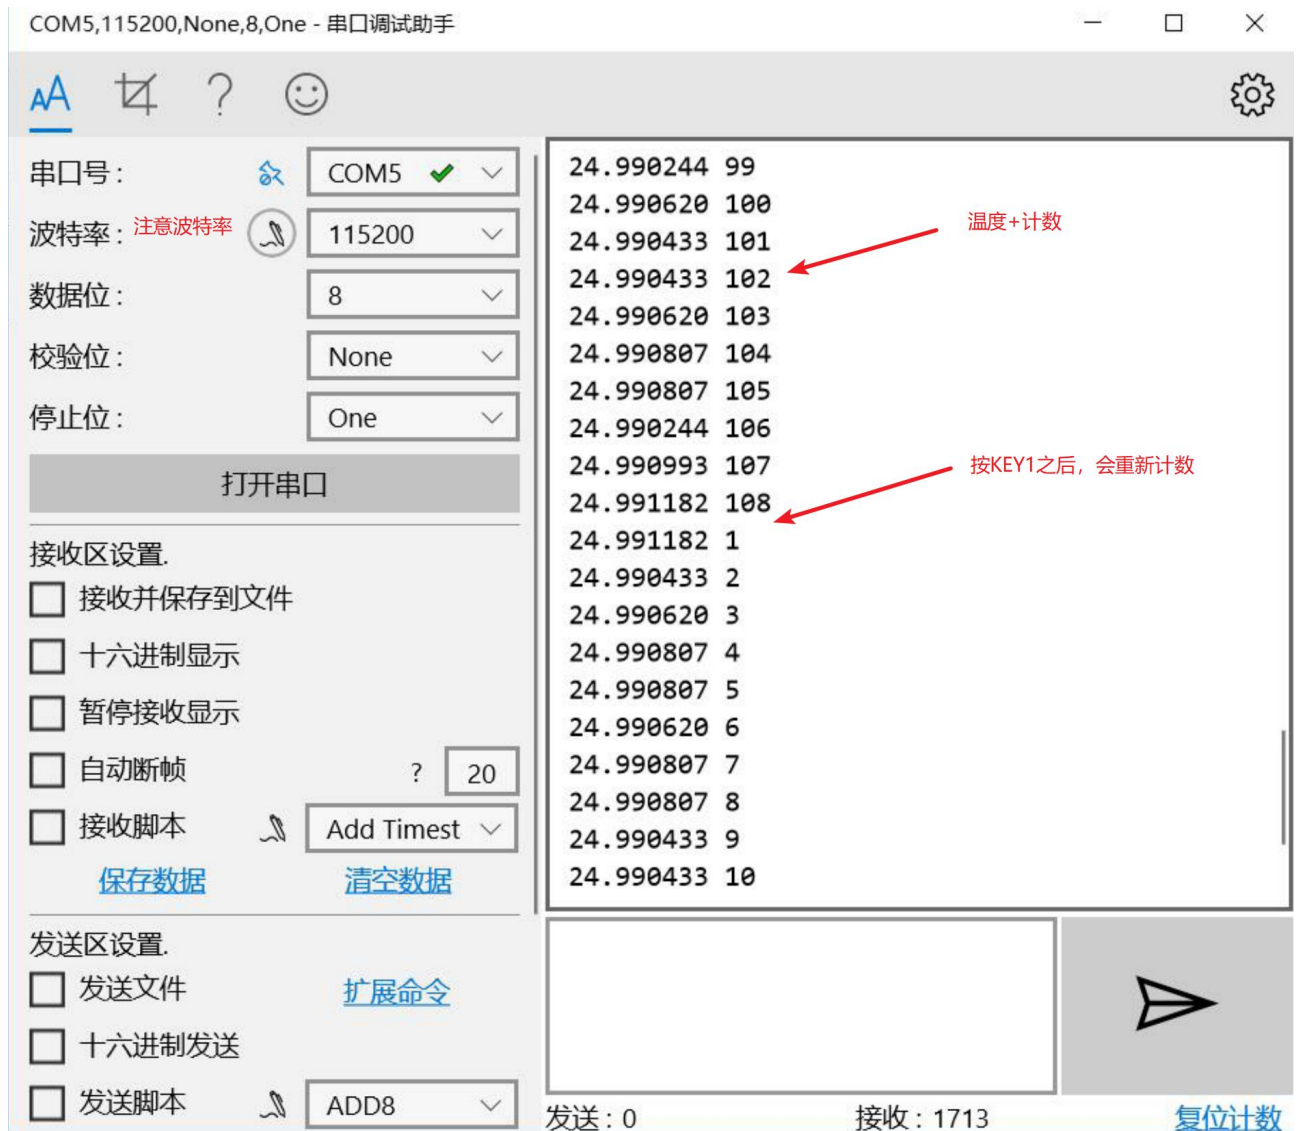 COM5,115200,None,8,One - 串口调试助手
AA
?
串口号:
COM5
波特率:
注意波特率
115200
数据位:
8
校验位:
None
停止位:
One
打开串口
接收区设置.
接收并保存到文件
十六进制显示
暂停接收显示
自动断帧
?
20
接收脚本
Add Timest
保存数据
清空数据
发送区设置.
发送文件
扩展命令
十六进制发送
发送脚本
ADD8
24.990244 99
24.990620 100
24.990433 101
24.990433 102
24.990620 103
24.990807 104
24.990807 105
24.990244 106
24.990993 107
24.991182 108
24.991182 1
24.990433 2
24.990620 3
24.990807 4
24.990807 5
24.990620 6
24.990807 7
24.990807 8
24.990433 9
24.990433 10
温度+计数
按KEY1之后，会重新计数
发送: 0
接收: 1713
复位计数